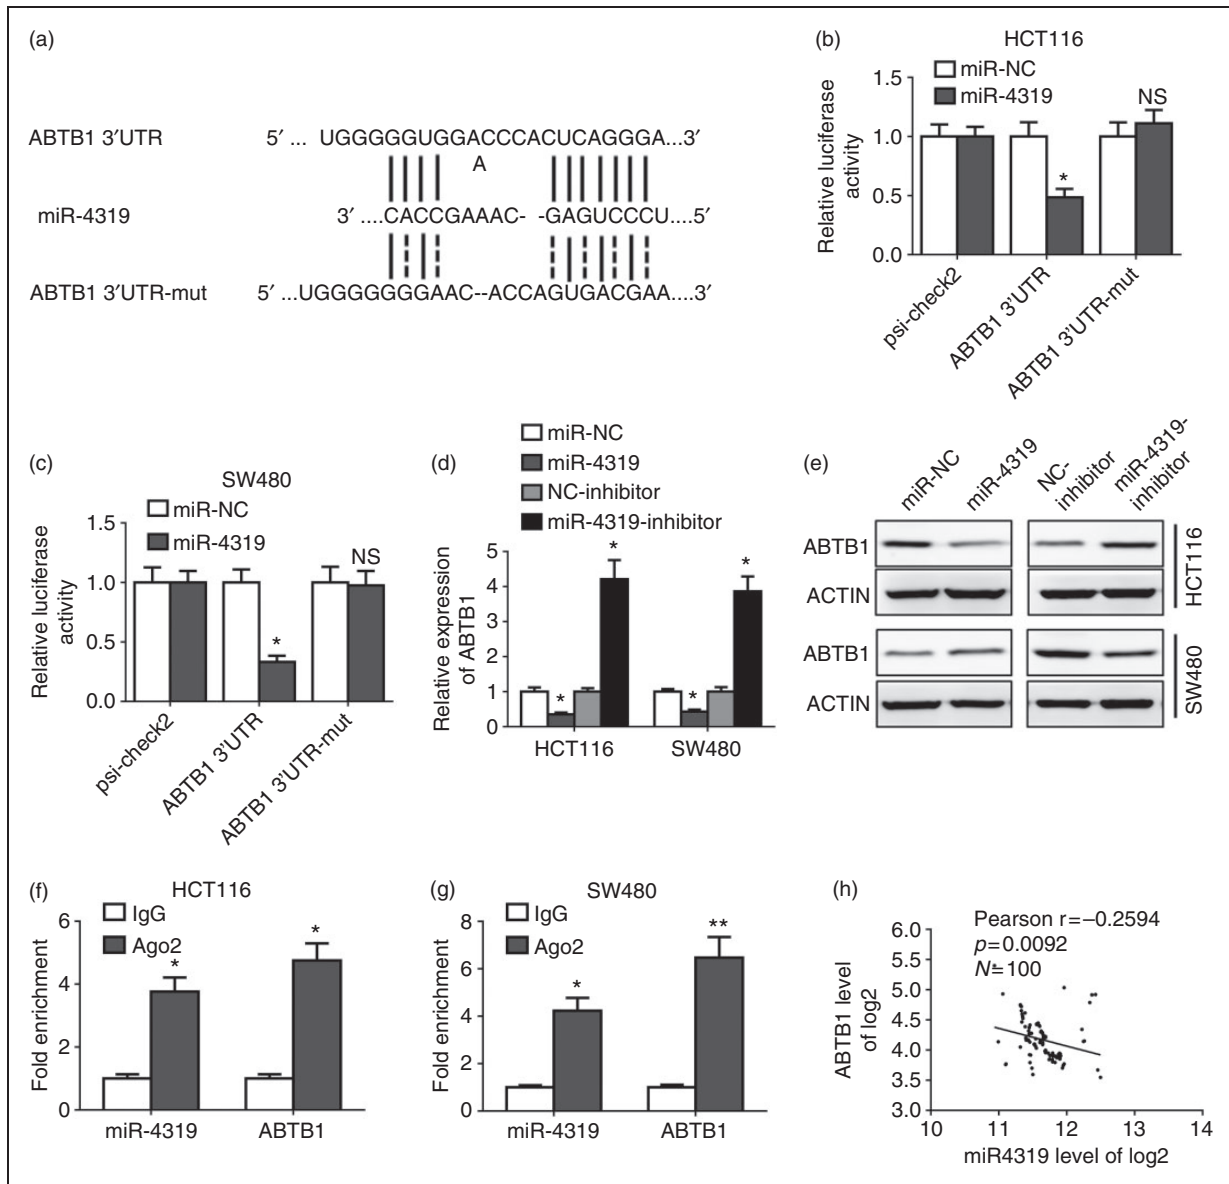 (a)
ABTB1 3′UTR 5′ ... UGGGGGUGGACCCACUCAGGGA...3′
A
miR-4319 3′ ....CACCGAAAC- -GAGUCCCU....5′
ABTB1 3′UTR-mut 5′ ...UGGGGGGGAAC--ACCAGUGACGAA....3′
(b)
HCT116
miR-NC
miR-4319
Relative luciferase
activity
1.5
1.0
0.5
0.0
*
NS
psi-check2
ABTB1 3′UTR
ABTB1 3′UTR-mut
(c)
SW480
miR-NC
miR-4319
Relative luciferase
activity
1.5
1.0
0.5
0.0
*
NS
psi-check2
ABTB1 3′UTR
ABTB1 3′UTR-mut
(d)
miR-NC
miR-4319
NC-inhibitor
miR-4319-inhibitor
Relative expression
of ABTB1
5
4
3
2
1
0
*
*
*
*
HCT116 SW480
(e)
miR-NC
miR-4319
NC-
inhibitor
miR-4319-
inhibitor
ABTB1
ACTIN
HCT116
ABTB1
ACTIN
SW480
(f)
HCT116
IgG
Ago2
Fold enrichment
6
4
2
0
*
*
miR-4319 ABTB1
(g)
SW480
IgG
Ago2
Fold enrichment
8
6
4
2
0
*
**
miR-4319 ABTB1
(h)
Pearson r=−0.2594
p=0.0092
N=100
ABTB1 level
of log2
6.0
5.5
5.0
4.5
4.0
3.5
3.0
10 11 12 13 14
miR4319 level of log2